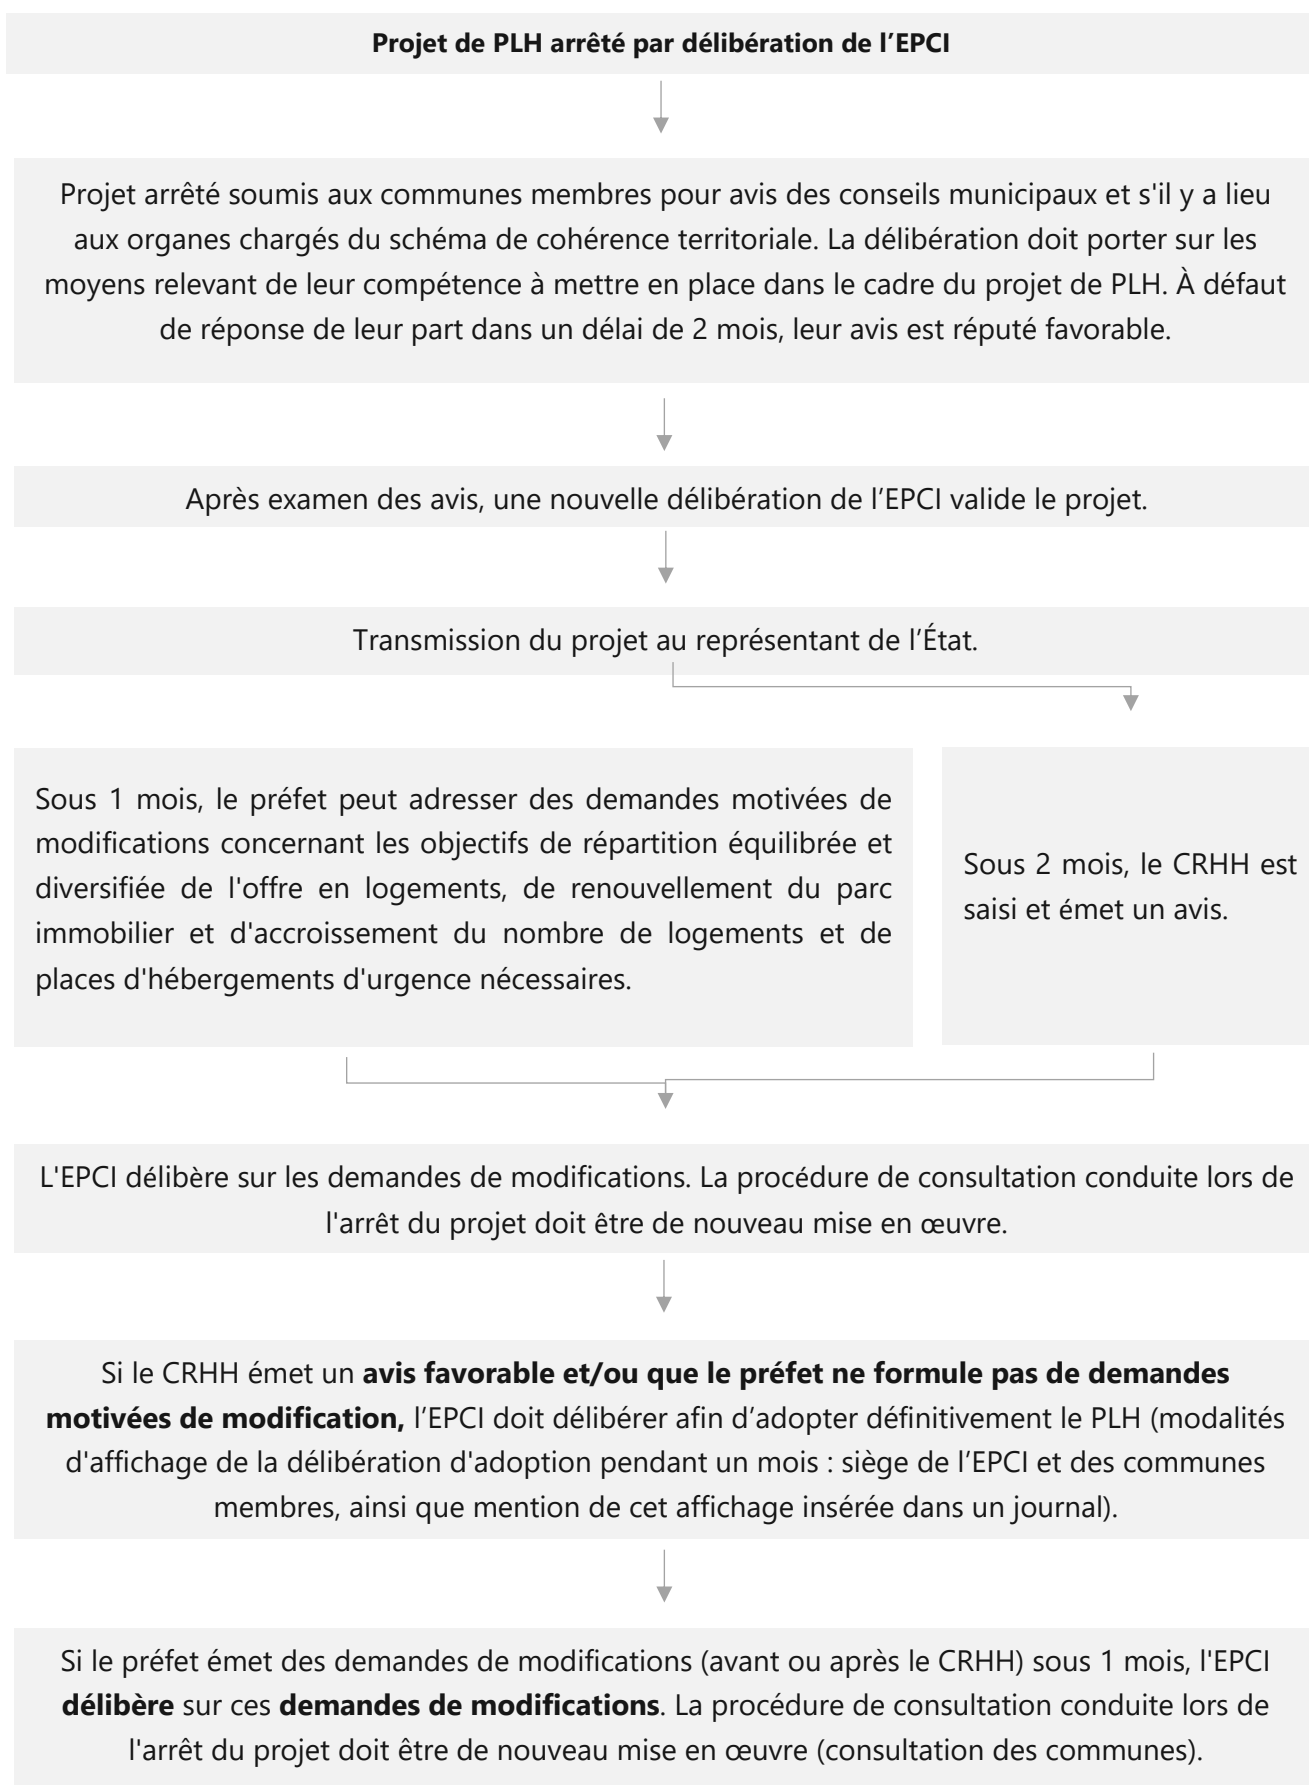 Projet de PLH arrêté par délibération de l’EPCI
Projet arrêté soumis aux communes membres pour avis des conseils municipaux et s'il y a lieu
aux organes chargés du schéma de cohérence territoriale. La délibération doit porter sur les
moyens relevant de leur compétence à mettre en place dans le cadre du projet de PLH. À défaut
de réponse de leur part dans un délai de 2 mois, leur avis est réputé favorable.
Après examen des avis, une nouvelle délibération de l’EPCI valide le projet.
Transmission du projet au représentant de l’État.
Sous 1 mois, le préfet peut adresser des demandes motivées de
modifications concernant les objectifs de répartition équilibrée et
diversifiée de l'offre en logements, de renouvellement du parc
immobilier et d'accroissement du nombre de logements et de
places d'hébergements d'urgence nécessaires.
Sous 2 mois, le CRHH est
saisi et émet un avis.
L'EPCI délibère sur les demandes de modifications. La procédure de consultation conduite lors de
l'arrêt du projet doit être de nouveau mise en œuvre.
Si le CRHH émet un avis favorable et/ou que le préfet ne formule pas de demandes
motivées de modification, l’EPCI doit délibérer afin d’adopter définitivement le PLH (modalités
d'affichage de la délibération d'adoption pendant un mois : siège de l’EPCI et des communes
membres, ainsi que mention de cet affichage insérée dans un journal).
Si le préfet émet des demandes de modifications (avant ou après le CRHH) sous 1 mois, l'EPCI
délibère sur ces demandes de modifications. La procédure de consultation conduite lors de
l'arrêt du projet doit être de nouveau mise en œuvre (consultation des communes).